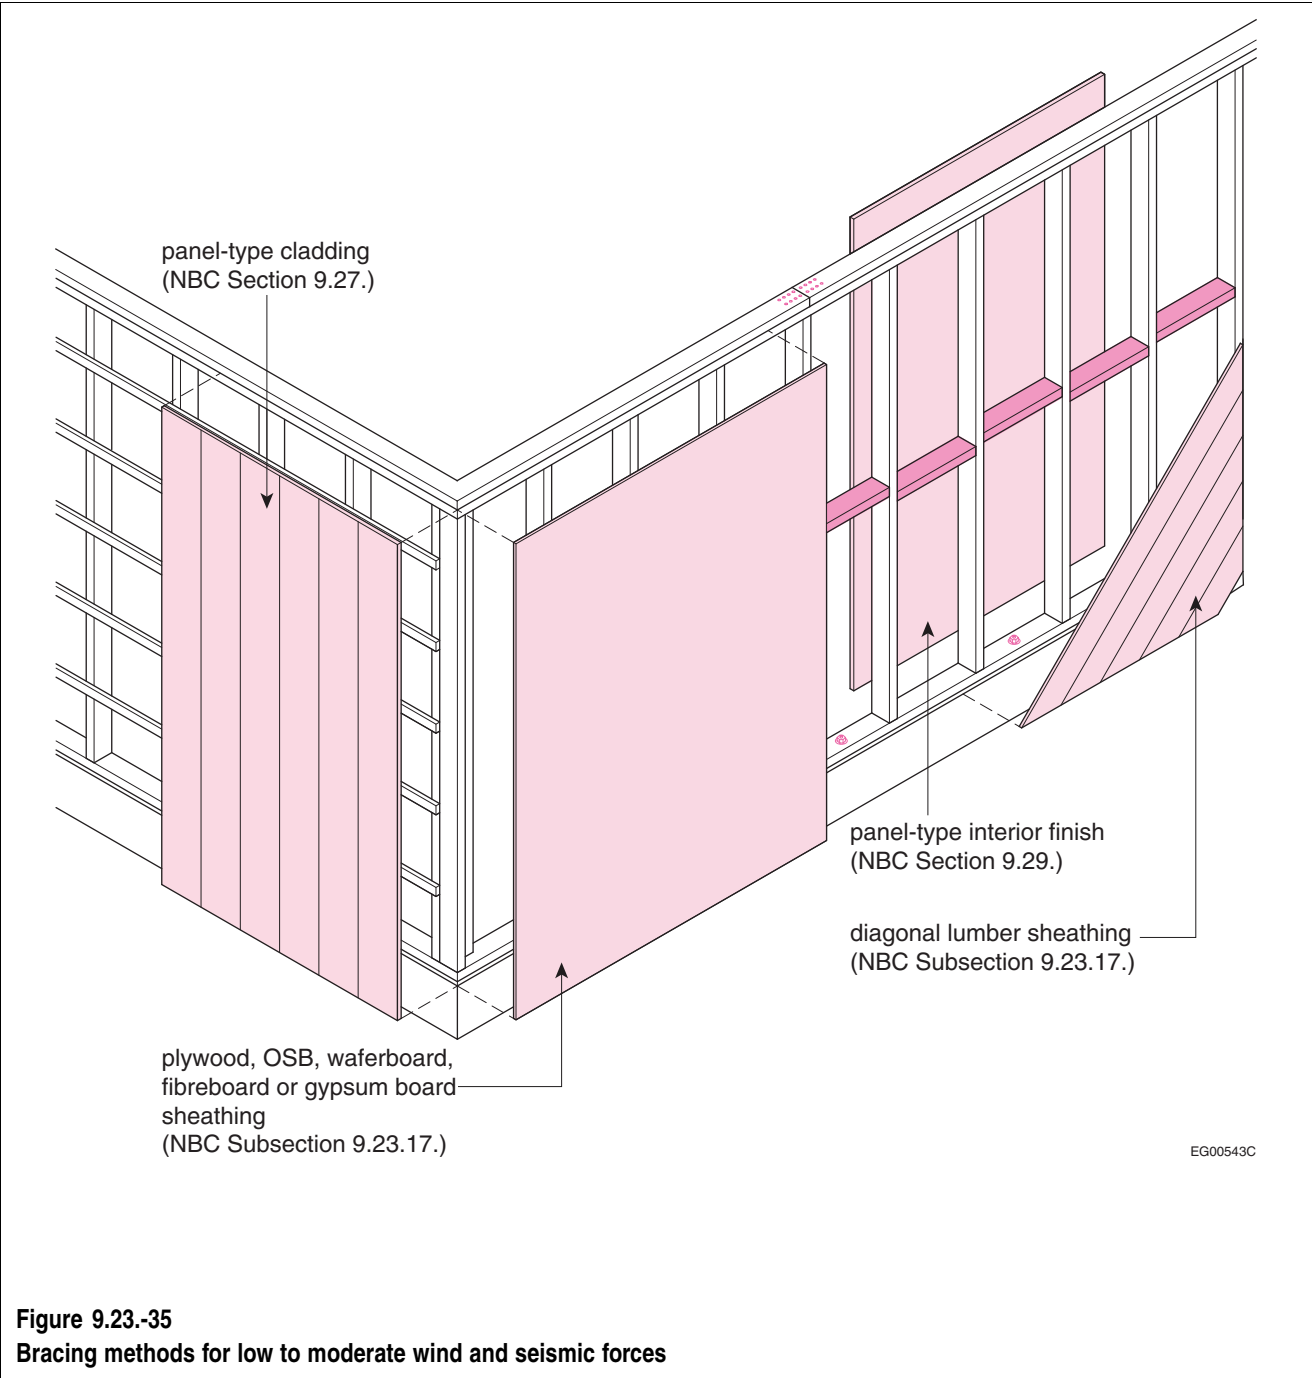 panel-type cladding
(NBC Section 9.27.)
panel-type interior finish
(NBC Section 9.29.)
diagonal lumber sheathing
(NBC Subsection 9.23.17.)
plywood, OSB, waferboard,
fibreboard or gypsum board
sheathing
(NBC Subsection 9.23.17.)
EG00543C
Figure 9.23.-35
Bracing methods for low to moderate wind and seismic forces